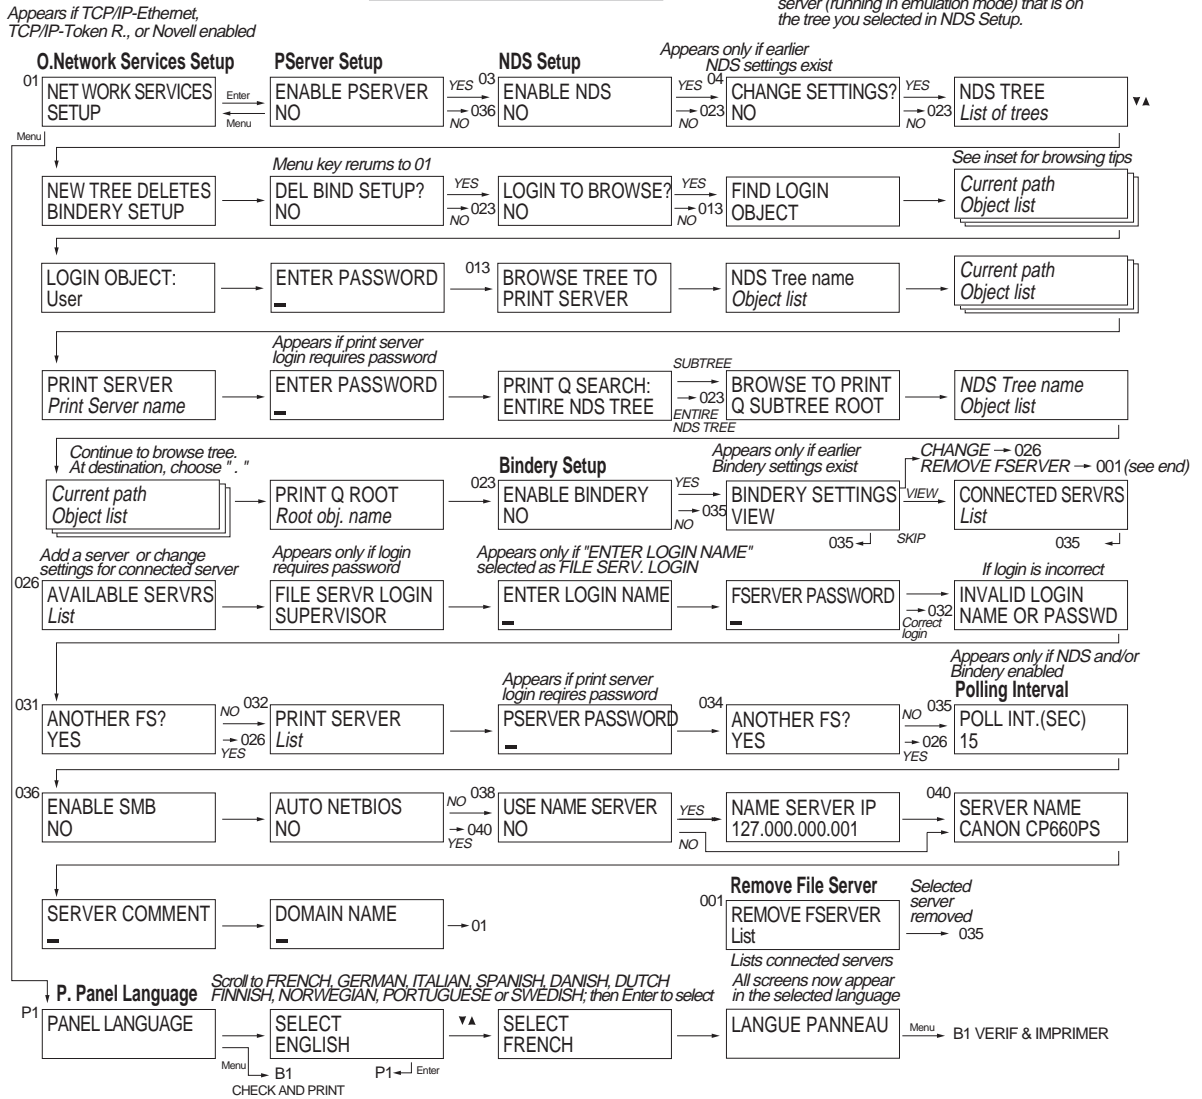 server (running in emulation mode) that is on
the tree you selected in NDS Setup.
Appears if TCP/IP-Ethernet,
TCP/IP-Token R., or Novell enabled
O.Network Services Setup
PServer Setup
NDS Setup
Appears only if earlier
NDS settings exist
01
NET WORK SERVICES
SETUP
Enter
Menu
Menu
ENABLE PSERVER
NO
YES 03
036
NO
ENABLE NDS
NO
YES 04
023
NO
CHANGE SETTINGS?
NO
YES
023
NO
NDS TREE
List of trees
▼▲
Menu key rerurns to 01
See inset for browsing tips
NEW TREE DELETES
BINDERY SETUP
DEL BIND SETUP?
NO
YES
→ 023
NO
LOGIN TO BROWSE?
NO
YES
→ 013
NO
FIND LOGIN
OBJECT
Current path
Object list
LOGIN OBJECT:
User
ENTER PASSWORD
_
013
BROWSE TREE TO
PRINT SERVER
NDS Tree name
Object list
Current path
Object list
Appears if print server
login requires password
PRINT SERVER
Print Server name
ENTER PASSWORD
_
PRINT Q SEARCH:
ENTIRE NDS TREE
SUBTREE
→ 023
ENTIRE
NDS TREE
BROWSE TO PRINT
Q SUBTREE ROOT
NDS Tree name
Object list
Continue to browse tree.
At destination, choose " . "
Current path
Object list
PRINT Q ROOT
Root obj. name
Bindery Setup
023
ENABLE BINDERY
NO
YES
→ 035
NO
Appears only if earlier
Bindery settings exist
BINDERY SETTINGS
VIEW
035
SKIP
CHANGE → 026
REMOVE FSERVER → 001 (see end)
VIEW
CONNECTED SERVRS
List
035
Add a server or change
settings for connected server
026
AVAILABLE SERVRS
List
Appears only if login
requires password
FILE SERVR LOGIN
SUPERVISOR
Appears only if "ENTER LOGIN NAME"
selected as FILE SERV. LOGIN
ENTER LOGIN NAME
_
FSERVER PASSWORD
_
→ 032
Correct
login
If login is incorrect
INVALID LOGIN
NAME OR PASSWD
031
ANOTHER FS?
YES
NO 032
→ 026
YES
PRINT SERVER
List
Appears if print server
login reqires password
PSERVER PASSWORD
_
034
ANOTHER FS?
YES
NO 035
→ 026
YES
Appears only if NDS and/or
Bindery enabled
Polling Interval
POLL INT.(SEC)
15
036
ENABLE SMB
NO
AUTO NETBIOS
NO
NO 038
→ 040
YES
USE NAME SERVER
NO
YES
NO
NAME SERVER IP
127.000.000.001
040
SERVER NAME
CANON CP660PS
SERVER COMMENT
_
DOMAIN NAME
_
→ 01
Remove File Server
001
REMOVE FSERVER
List
Lists connected servers
Selected
server
removed
→ 035
P. Panel Language
Scroll to FRENCH, GERMAN, ITALIAN, SPANISH, DANISH, DUTCH
FINNISH, NORWEGIAN, PORTUGUESE or SWEDISH; then Enter to select
All screens now appear
in the selected language
P1
PANEL LANGUAGE
Menu
→ B1
CHECK AND PRINT
SELECT
ENGLISH
P1
Enter
▼▲
SELECT
FRENCH
LANGUE PANNEAU
Menu
B1 VERIF & IMPRIMER